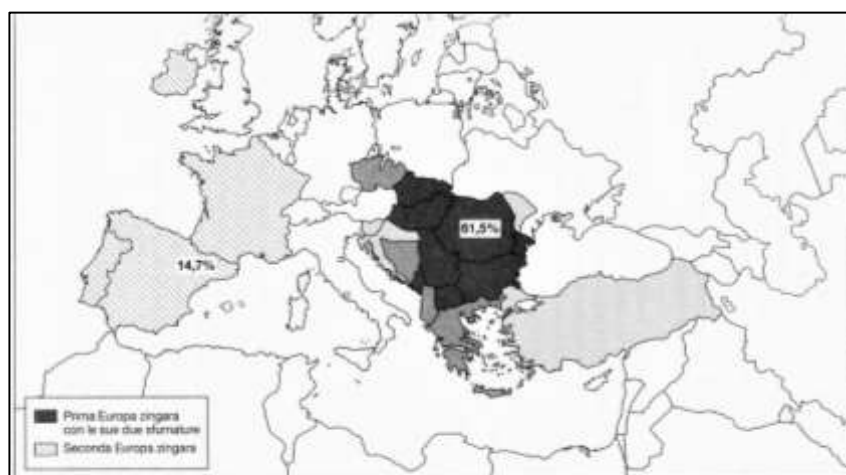 61,5%
14,7%
Prima Europa zingara
con le sue due sfumature
Seconda Europa zingara